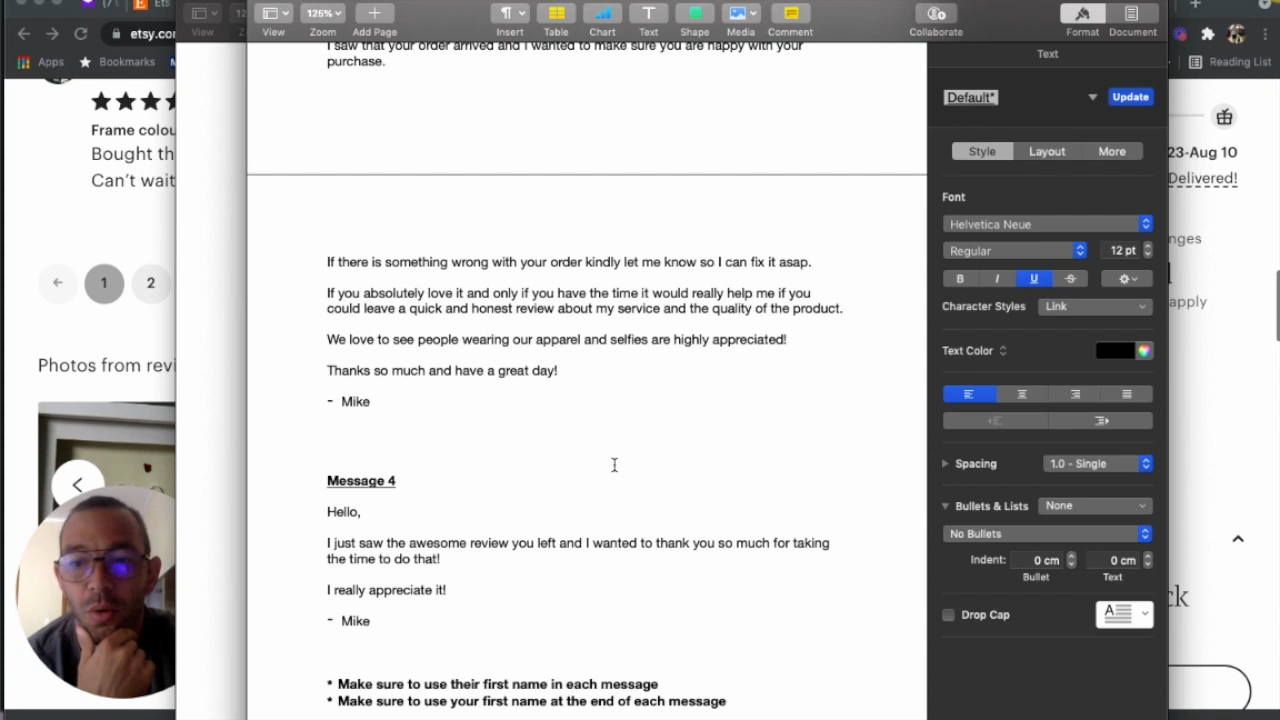 View
12
View
125%
Zoom
Add Page
Insert
Table
Chart
Text
Shape
Media
Comment
Collaborate
Format
Document
etsy.com
Apps
Bookmarks
Reading List
Frame colou
Bought th
Can't wait
1
2
Photos from revi
I saw that your order arrived and I wanted to make sure you are happy with your
purchase.
If there is something wrong with your order kindly let me know so I can fix it asap.
If you absolutely love it and only if you have the time it would really help me if you
could leave a quick and honest review about my service and the quality of the product.
We love to see people wearing our apparel and selfies are highly appreciated!
Thanks so much and have a great day!
- Mike
Message 4
Hello,
I just saw the awesome review you left and I wanted to thank you so much for taking
the time to do that!
I really appreciate it!
- Mike
* Make sure to use their first name in each message
* Make sure to use your first name at the end of each message
Text
Default*
Update
Style
Layout
More
Font
Helvetica Neue
Regular
12 pt
B I U S
Character Styles
Link
Text Color
Spacing
1.0 - Single
Bullets & Lists
None
No Bullets
Indent:
0 cm
0 cm
Bullet
Text
Drop Cap
A
23-Aug 10
Delivered!
nges
apply
ck